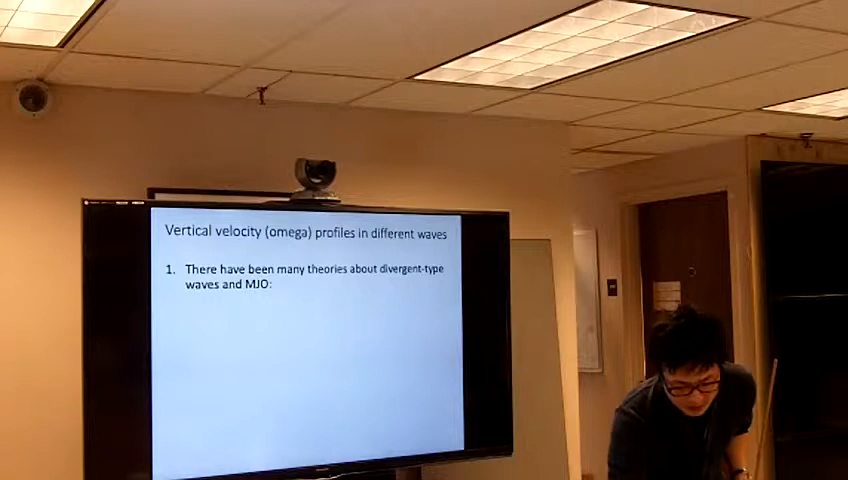 Vertical velocity (omega) profiles in different waves
1. There have been many theories about divergent-type
waves and MJO: